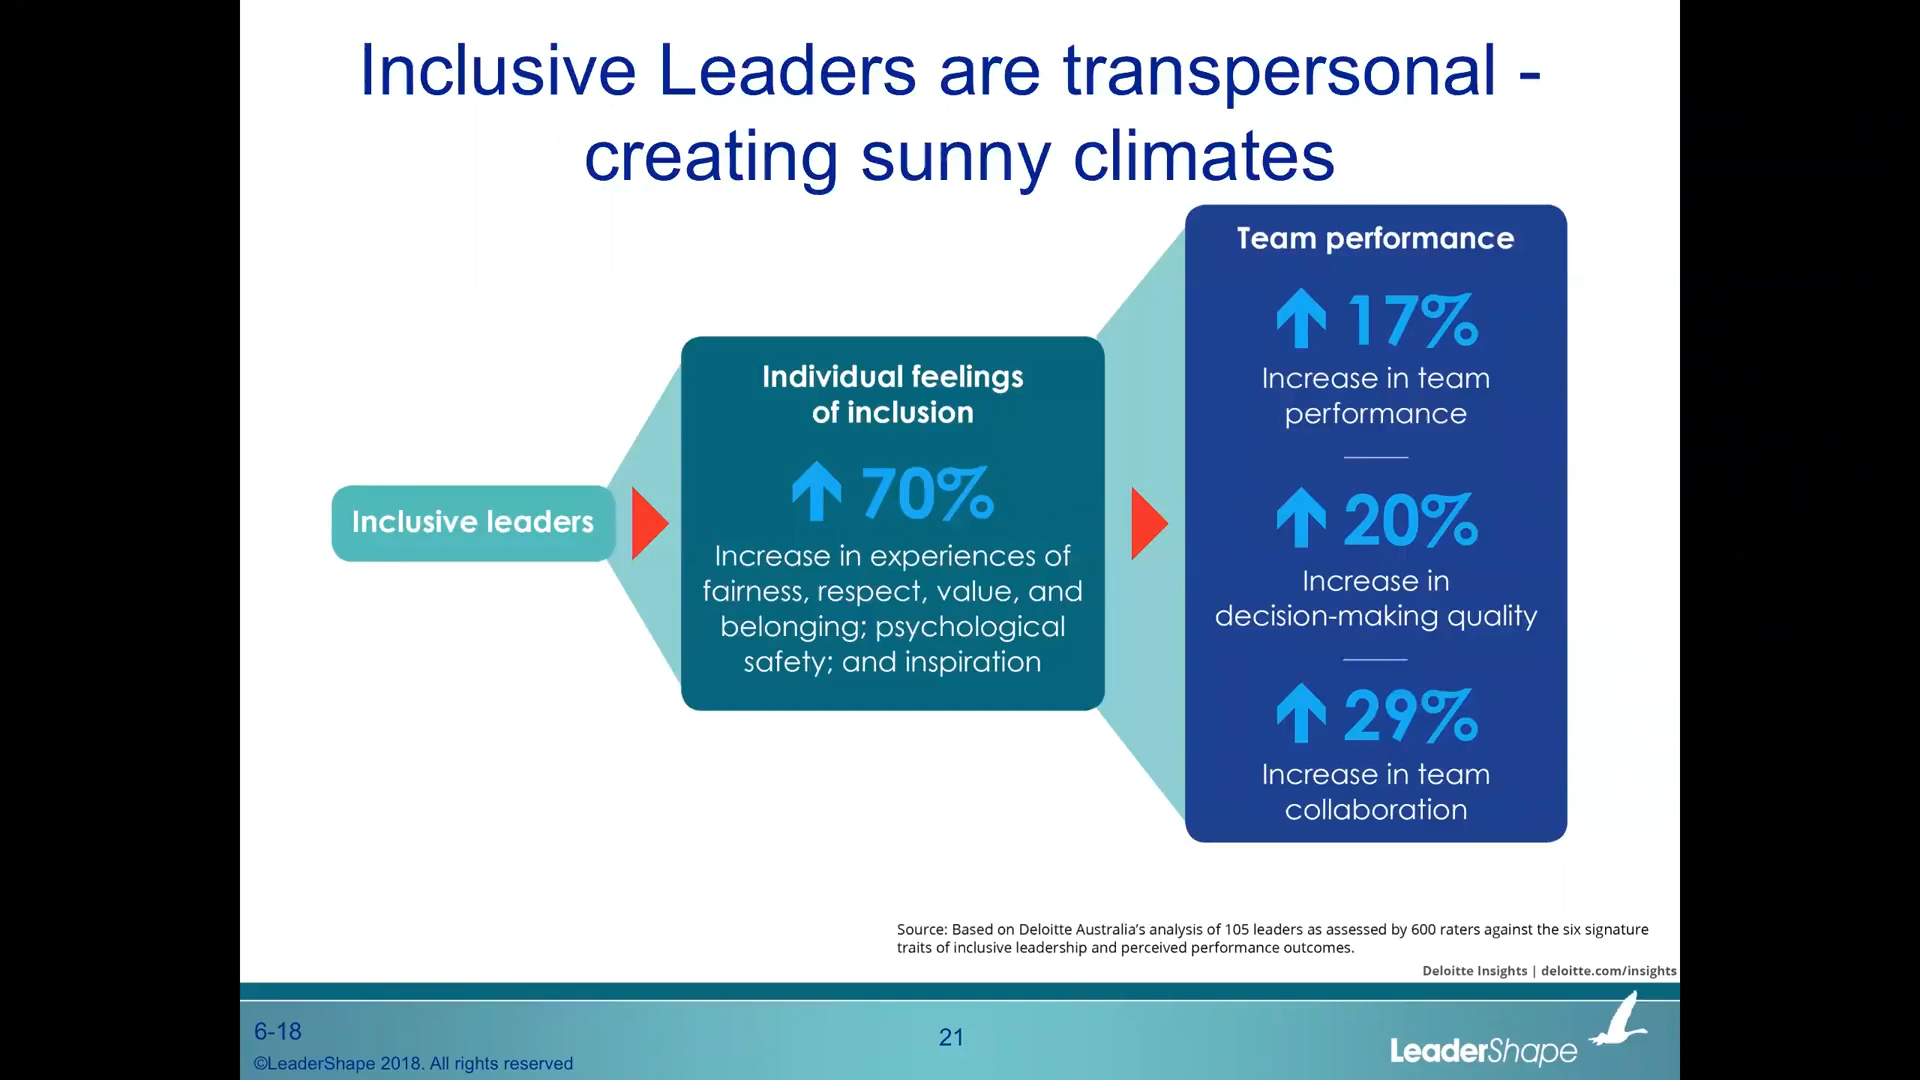 Inclusive Leaders are transpersonal -
creating sunny climates
Inclusive leaders
Individual feelings
of inclusion
70%
Increase in experiences of
fairness, respect, value, and
belonging; psychological
safety; and inspiration
Team performance
17%
Increase in team
performance
20%
Increase in
decision-making quality
29%
Increase in team
collaboration
Source: Based on Deloitte Australia’s analysis of 105 leaders as assessed by 600 raters against the six signature
traits of inclusive leadership and perceived performance outcomes.
Deloitte Insights | deloitte.com/insights
6-18
©LeaderShape 2018. All rights reserved
21
LeaderShape